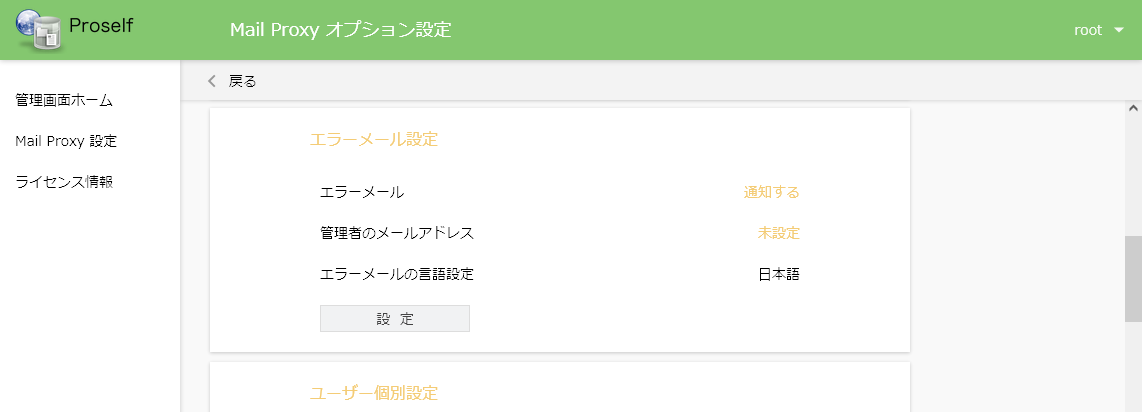 Proself
Mail Proxy オプション設定
root
戻る
管理画面ホーム
Mail Proxy 設定
ライセンス情報
エラーメール設定
エラーメール 通知する
管理者のメールアドレス 未設定
エラーメールの言語設定 日本語
設 定
ユーザー個別設定